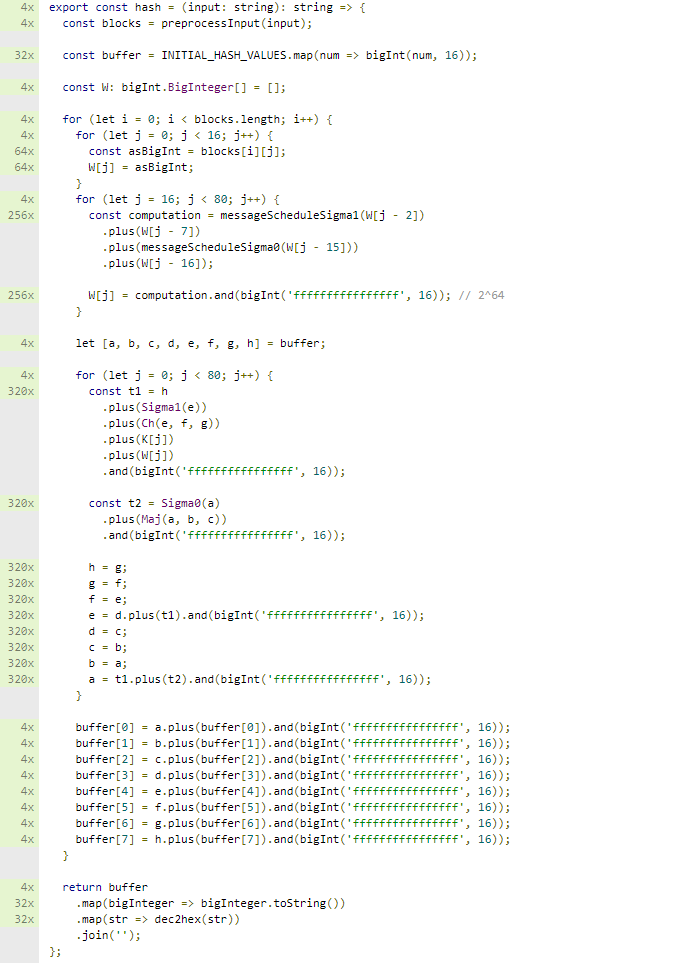 4x export const hash = (input: string): string => {
4x const blocks = preprocessInput(input);
32x const buffer = INITIAL_HASH_VALUES.map(num => bigInt(num, 16));
4x const W: bigInt.BigInteger[] = [];
4x for (let i = 0; i < blocks.length; i++) {
4x for (let j = 0; j < 16; j++) {
64x const asBigInt = blocks[i][j];
64x W[j] = asBigInt;
}
4x for (let j = 16; j < 80; j++) {
256x const computation = messageScheduleSigma1(W[j - 2])
.plus(W[j - 7])
.plus(messageScheduleSigma0(W[j - 15]))
.plus(W[j - 16]);
256x W[j] = computation.and(bigInt('ffffffffffffffff', 16)); // 2^64
}
4x let [a, b, c, d, e, f, g, h] = buffer;
4x for (let j = 0; j < 80; j++) {
320x const t1 = h
.plus(Sigma1(e))
.plus(Ch(e, f, g))
.plus(K[j])
.plus(W[j])
.and(bigInt('ffffffffffffffff', 16));
320x const t2 = Sigma0(a)
.plus(Maj(a, b, c))
.and(bigInt('ffffffffffffffff', 16));
320x h = g;
320x g = f;
320x f = e;
320x e = d.plus(t1).and(bigInt('ffffffffffffffff', 16));
320x d = c;
320x c = b;
320x b = a;
320x a = t1.plus(t2).and(bigInt('ffffffffffffffff', 16));
}
4x buffer[0] = a.plus(buffer[0]).and(bigInt('ffffffffffffffff', 16));
4x buffer[1] = b.plus(buffer[1]).and(bigInt('ffffffffffffffff', 16));
4x buffer[2] = c.plus(buffer[2]).and(bigInt('ffffffffffffffff', 16));
4x buffer[3] = d.plus(buffer[3]).and(bigInt('ffffffffffffffff', 16));
4x buffer[4] = e.plus(buffer[4]).and(bigInt('ffffffffffffffff', 16));
4x buffer[5] = f.plus(buffer[5]).and(bigInt('ffffffffffffffff', 16));
4x buffer[6] = g.plus(buffer[6]).and(bigInt('ffffffffffffffff', 16));
4x buffer[7] = h.plus(buffer[7]).and(bigInt('ffffffffffffffff', 16));
}
4x return buffer
32x .map(bigInteger => bigInteger.toString())
32x .map(str => dec2hex(str))
.join('');
};